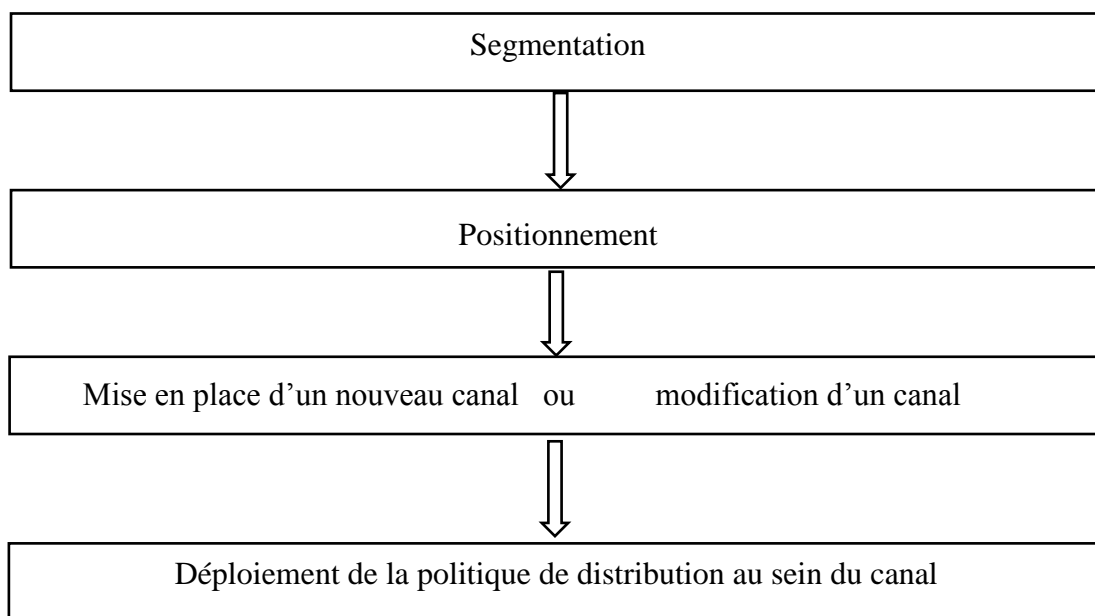 Segmentation
Positionnement
Mise en place d’un nouveau canal ou modification d’un canal
Déploiement de la politique de distribution au sein du canal